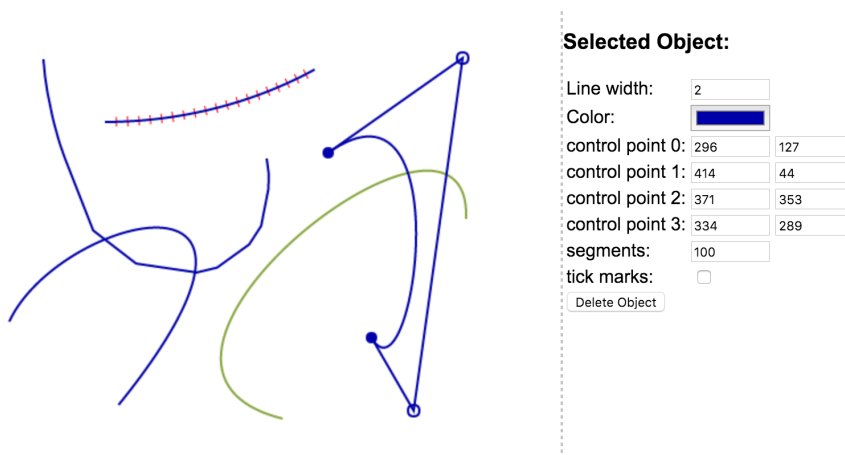 Selected Object:
Line width: 2
Color:
control point 0: 296 127
control point 1: 414 44
control point 2: 371 353
control point 3: 334 289
segments: 100
tick marks:
Delete Object